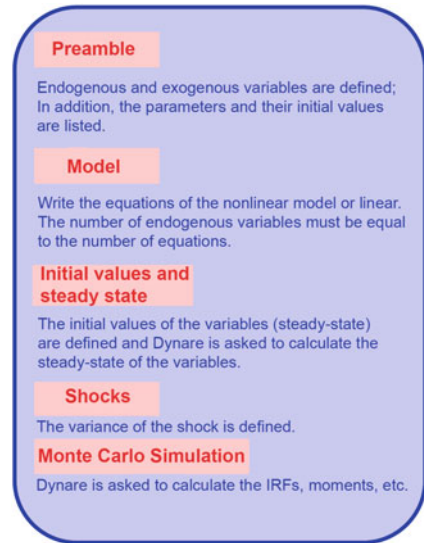 Preamble
Endogenous and exogenous variables are defined;
In addition, the parameters and their initial values
are listed.
Model
Write the equations of the nonlinear model or linear.
The number of endogenous variables must be equal
to the number of equations.
Initial values and
steady state
The initial values of the variables (steady-state)
are defined and Dynare is asked to calculate the
steady-state of the variables.
Shocks
The variance of the shock is defined.
Monte Carlo Simulation
Dynare is asked to calculate the IRFs, moments, etc.